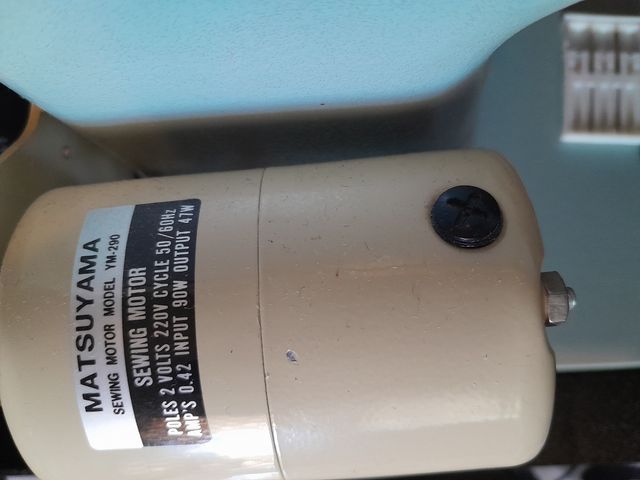 MATSUYAMA
SEWING MOTOR MODEL YM-290
SEWING MOTOR
POLES 2 VOLTS 220V CYCLE 50/60Hz
AMP'S 0.42 INPUT 90W OUTPUT 47W